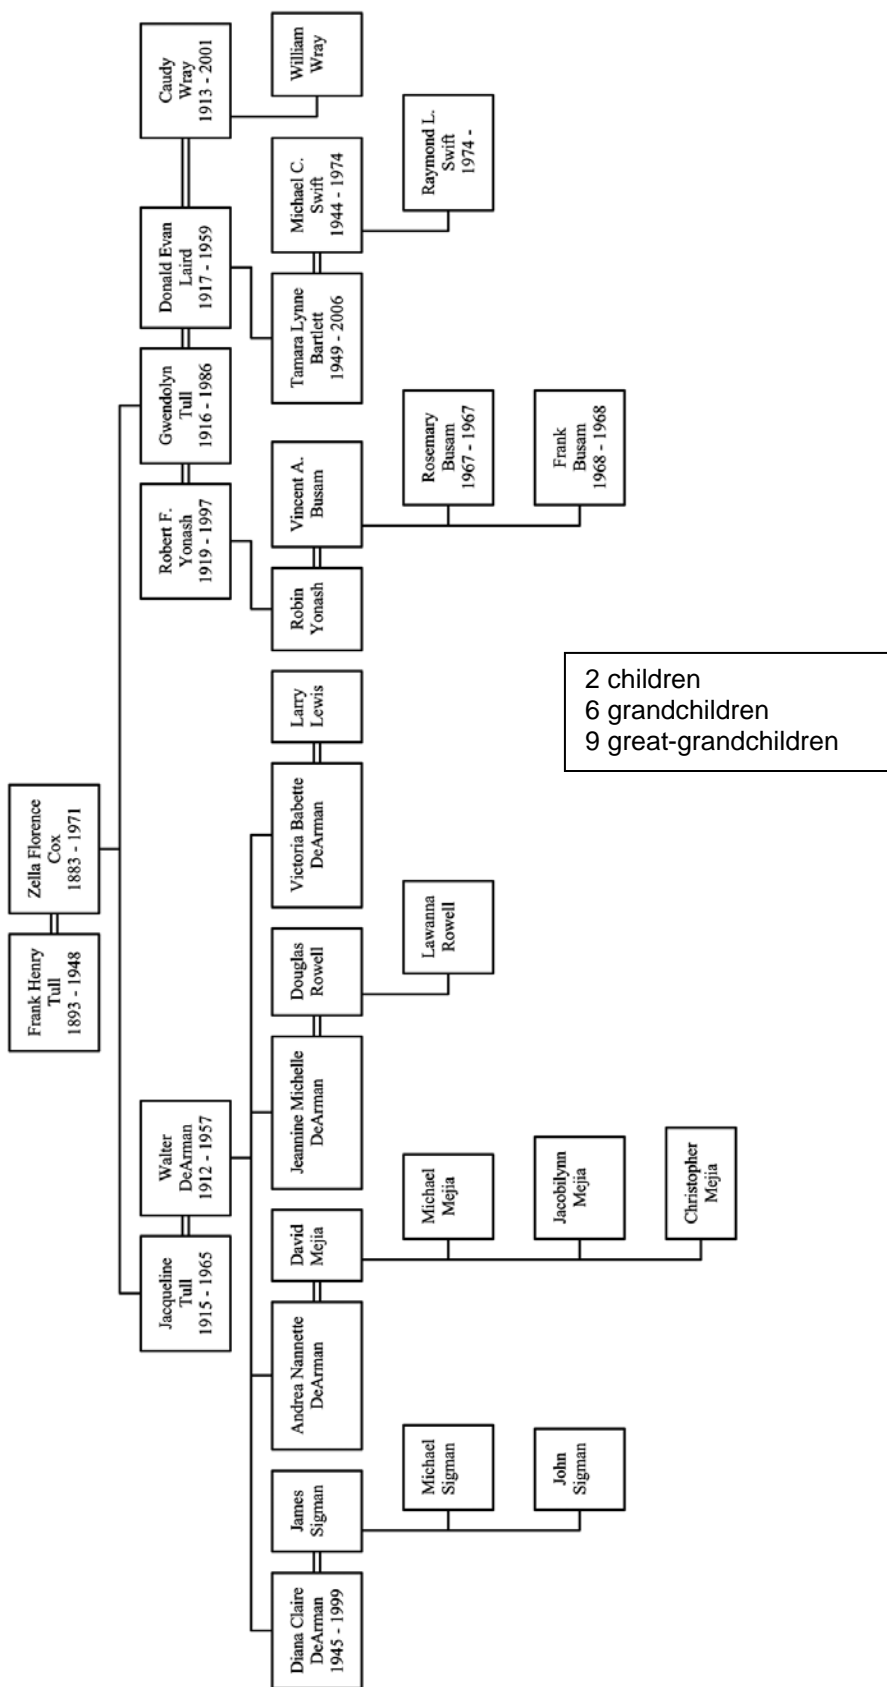 Frank Henry
Tull
1893 - 1948
Zella Florence
Cox
1883 - 1971
Jacqueline
Tull
1915 - 1965
Walter
DeArman
1912 - 1957
Robert F.
Yonash
1919 - 1997
Gwendolyn
Tull
1916 - 1986
Donald Evan
Laird
1917 - 1959
Caudy
Wray
1913 - 2001
Diana Claire
DeArman
1945 - 1999
James
Sigman
Andrea Nannette
DeArman
David
Mejia
Jeannine Michelle
DeArman
Douglas
Rowell
Victoria Babette
DeArman
Larry
Lewis
Robin
Yonash
Vincent A.
Busam
Tamara Lynne
Bartlett
1949 - 2006
Michael C.
Swift
1944 - 1974
William
Wray
Michael
Sigman
Michael
Mejia
Lawanna
Rowell
Rosemary
Busam
1967 - 1967
Raymond L.
Swift
1974 -
John
Sigman
Jacobilynn
Mejia
Frank
Busam
1968 - 1968
Christopher
Mejia
2 children
6 grandchildren
9 great-grandchildren